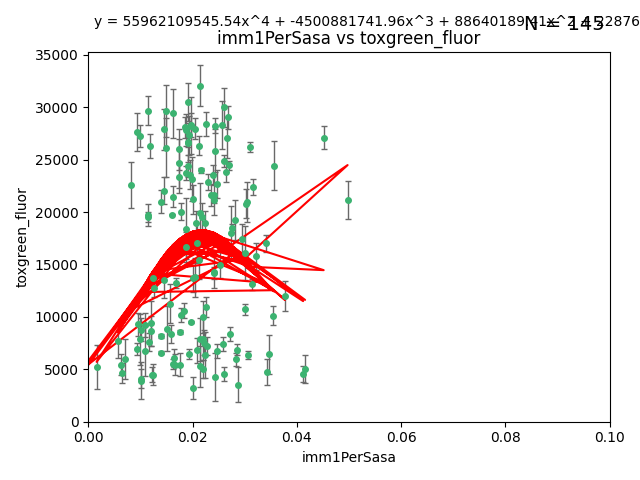 y = 55962109545.54x^4 + -4500881741.96x^3 + 88640189.
N = 145
imm1PerSasa vs toxgreen_fluor
35000
30000
25000
20000
15000
10000
5000
0
toxgreen_fluor
0.00 0.02 0.04 0.06 0.08 0.10
imm1PerSasa